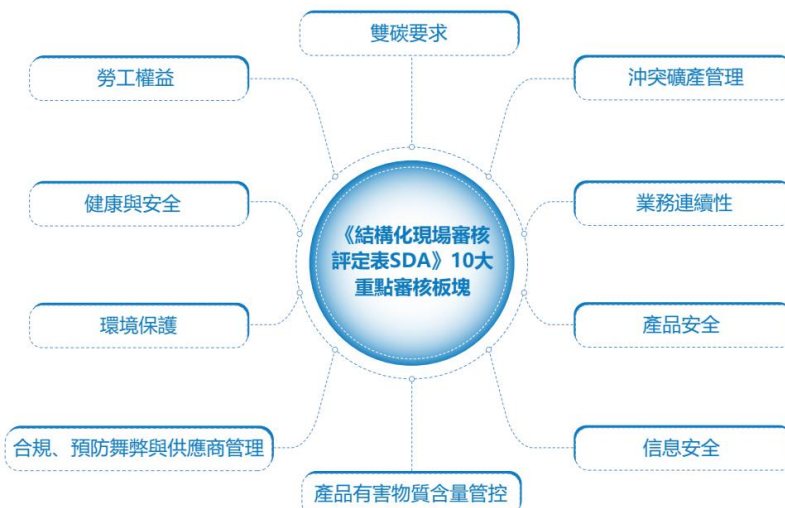 雙碳要求
勞工權益
沖突礦產管理
健康與安全
業務連續性
《結構化現場審核
評定表SDA》10大
重點審核板塊
環境保護
產品安全
合規、預防舞弊與供應商管理
信息安全
產品有害物質含量管控